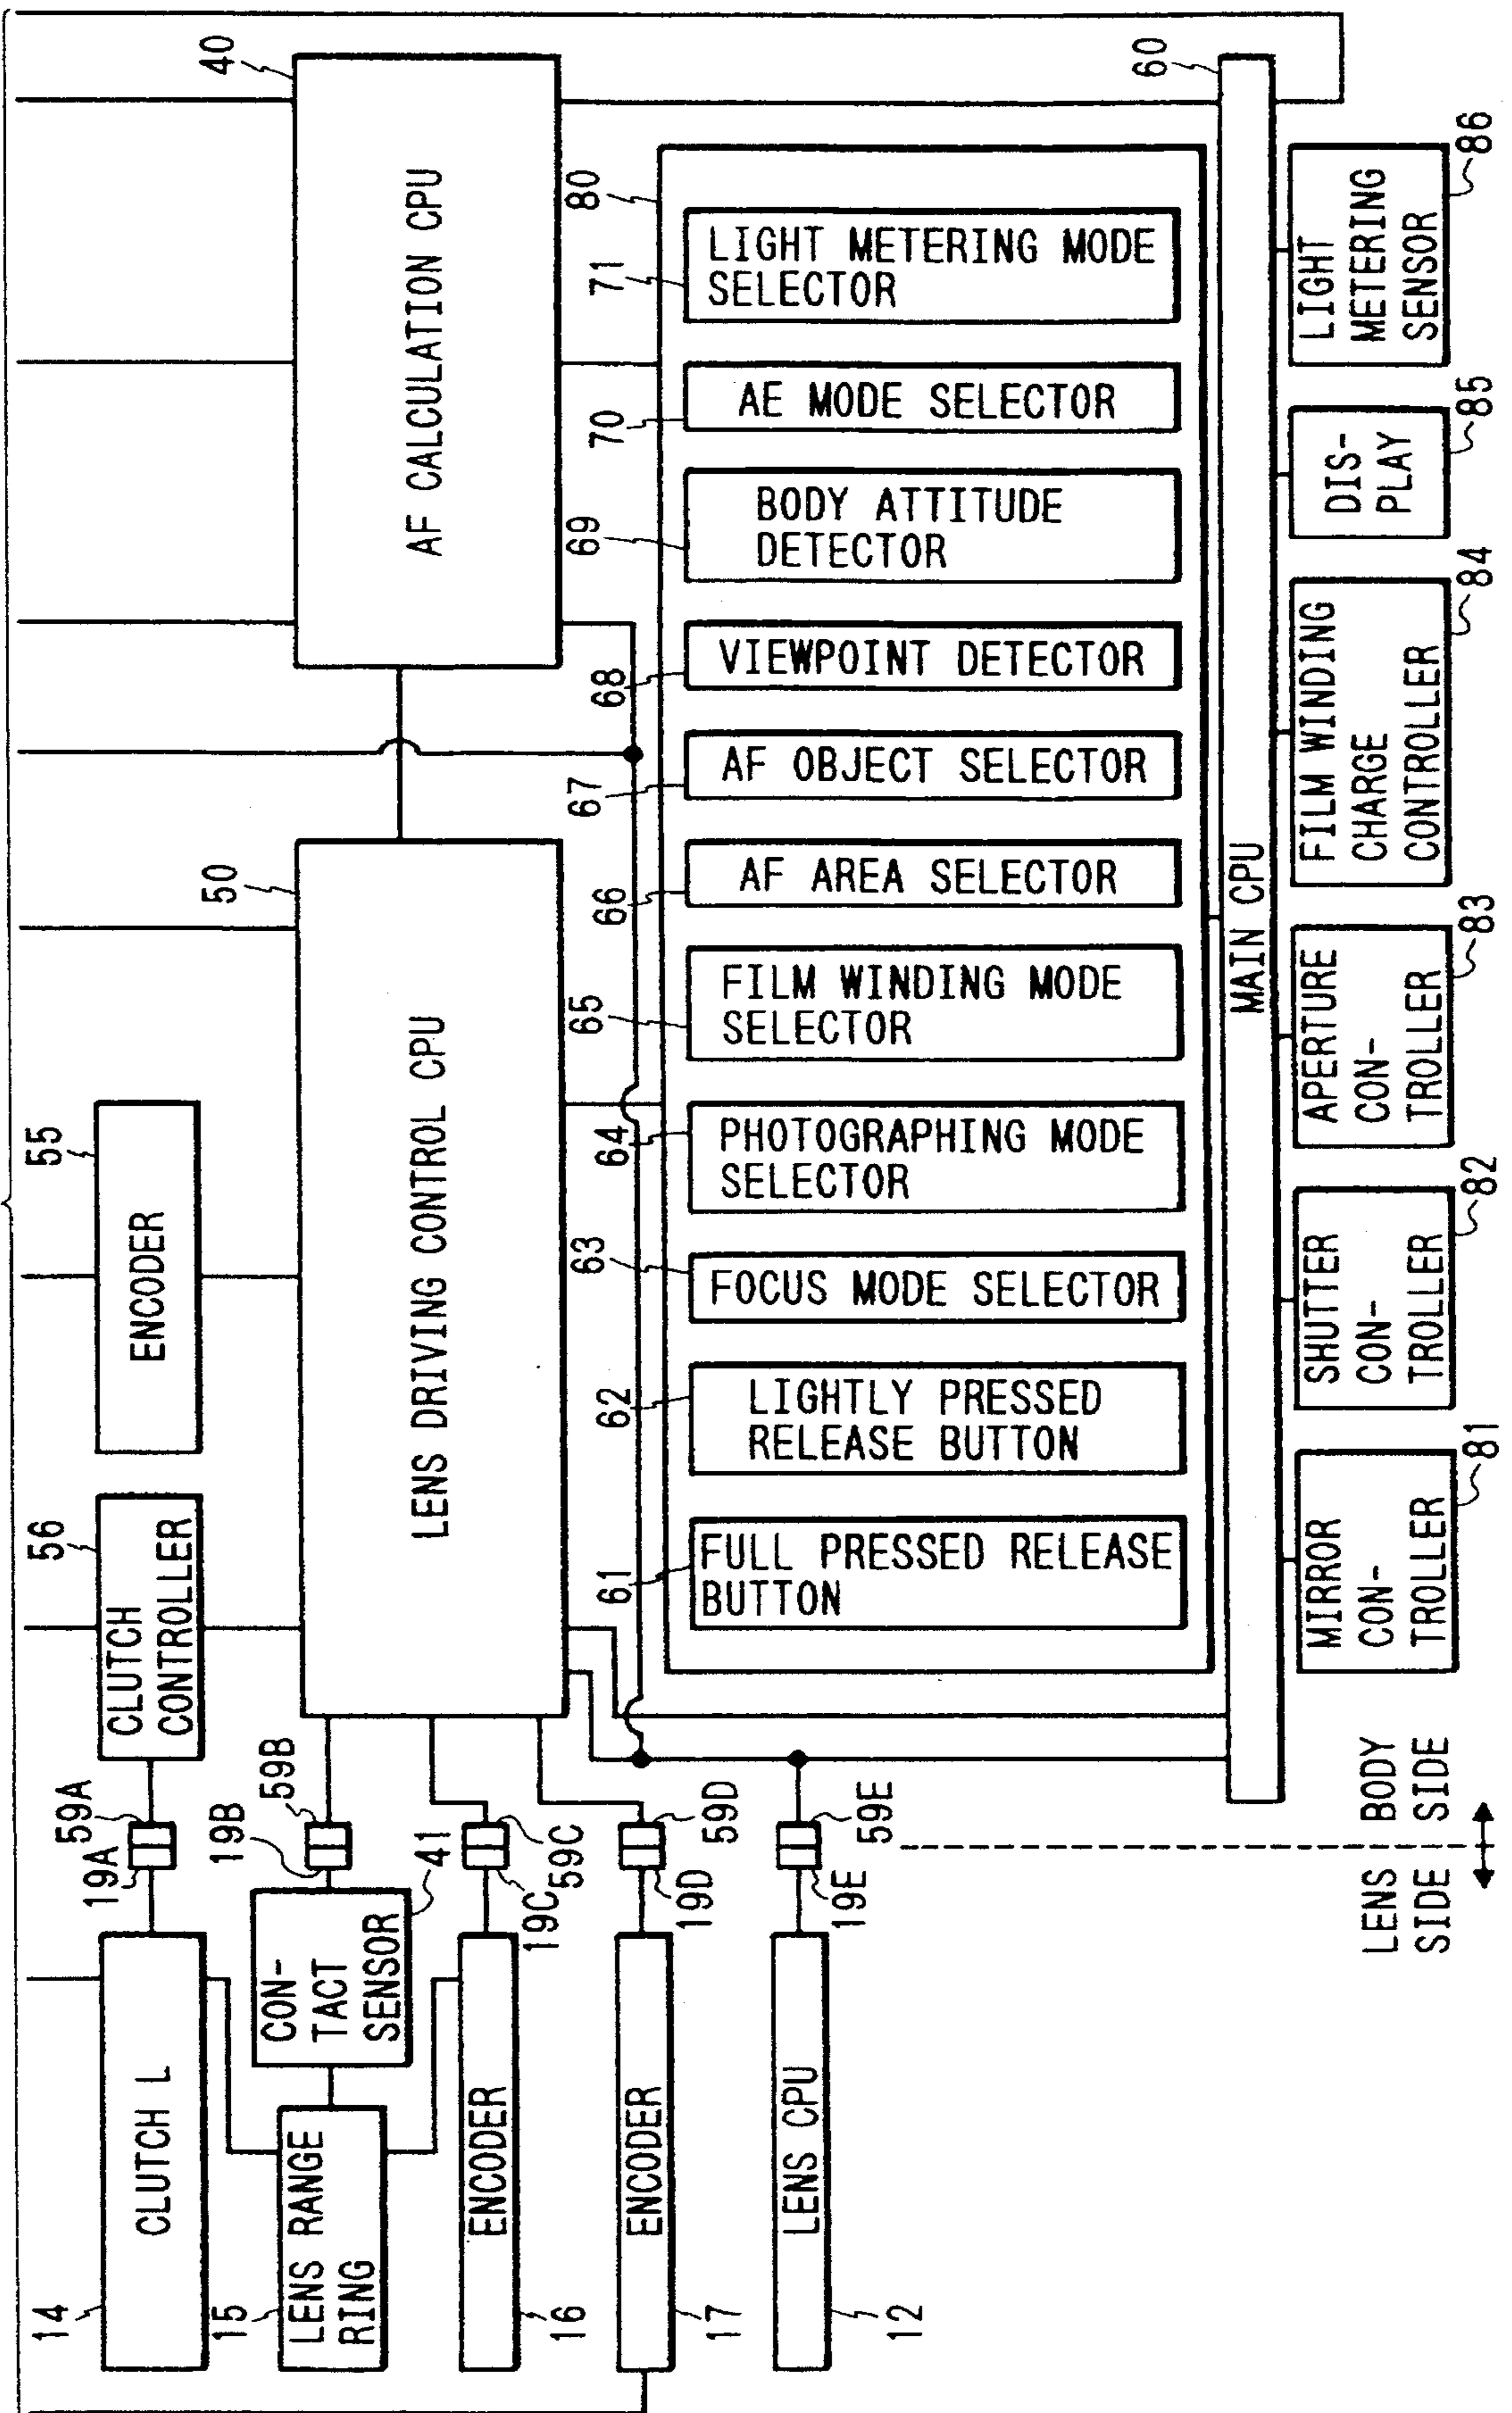 40
AF CALCULATION CPU
50
LENS DRIVING CONTROL CPU
55
ENCODER
56
CLUTCH
CONTROLLER
59A
19A
59B
19B
59C
19C
59D
19D
59E
19E
14
CLUTCH L
15
LENS RANGE
RING
CON-
TACT
SENSOR
41
16
ENCODER
17
ENCODER
12
LENS CPU
80
61
FULL PRESSED RELEASE
BUTTON
62
LIGHTLY PRESSED
RELEASE BUTTON
63
FOCUS MODE SELECTOR
64
PHOTOGRAPHING MODE
SELECTOR
65
FILM WINDING MODE
SELECTOR
66
AF AREA SELECTOR
67
AF OBJECT SELECTOR
68
VIEWPOINT DETECTOR
69
BODY ATTITUDE
DETECTOR
70
AE MODE SELECTOR
71
LIGHT METERING MODE
SELECTOR
60
MAIN CPU
MIRROR
CON-
TROLLER
81
SHUTTER
CON-
TROLLER
82
APERTURE
CON-
TROLLER
83
FILM WINDING
CHARGE
CONTROLLER
84
DIS-
PLAY
85
LIGHT
METERING
SENSOR
86
LENS
SIDE
BODY
SIDE